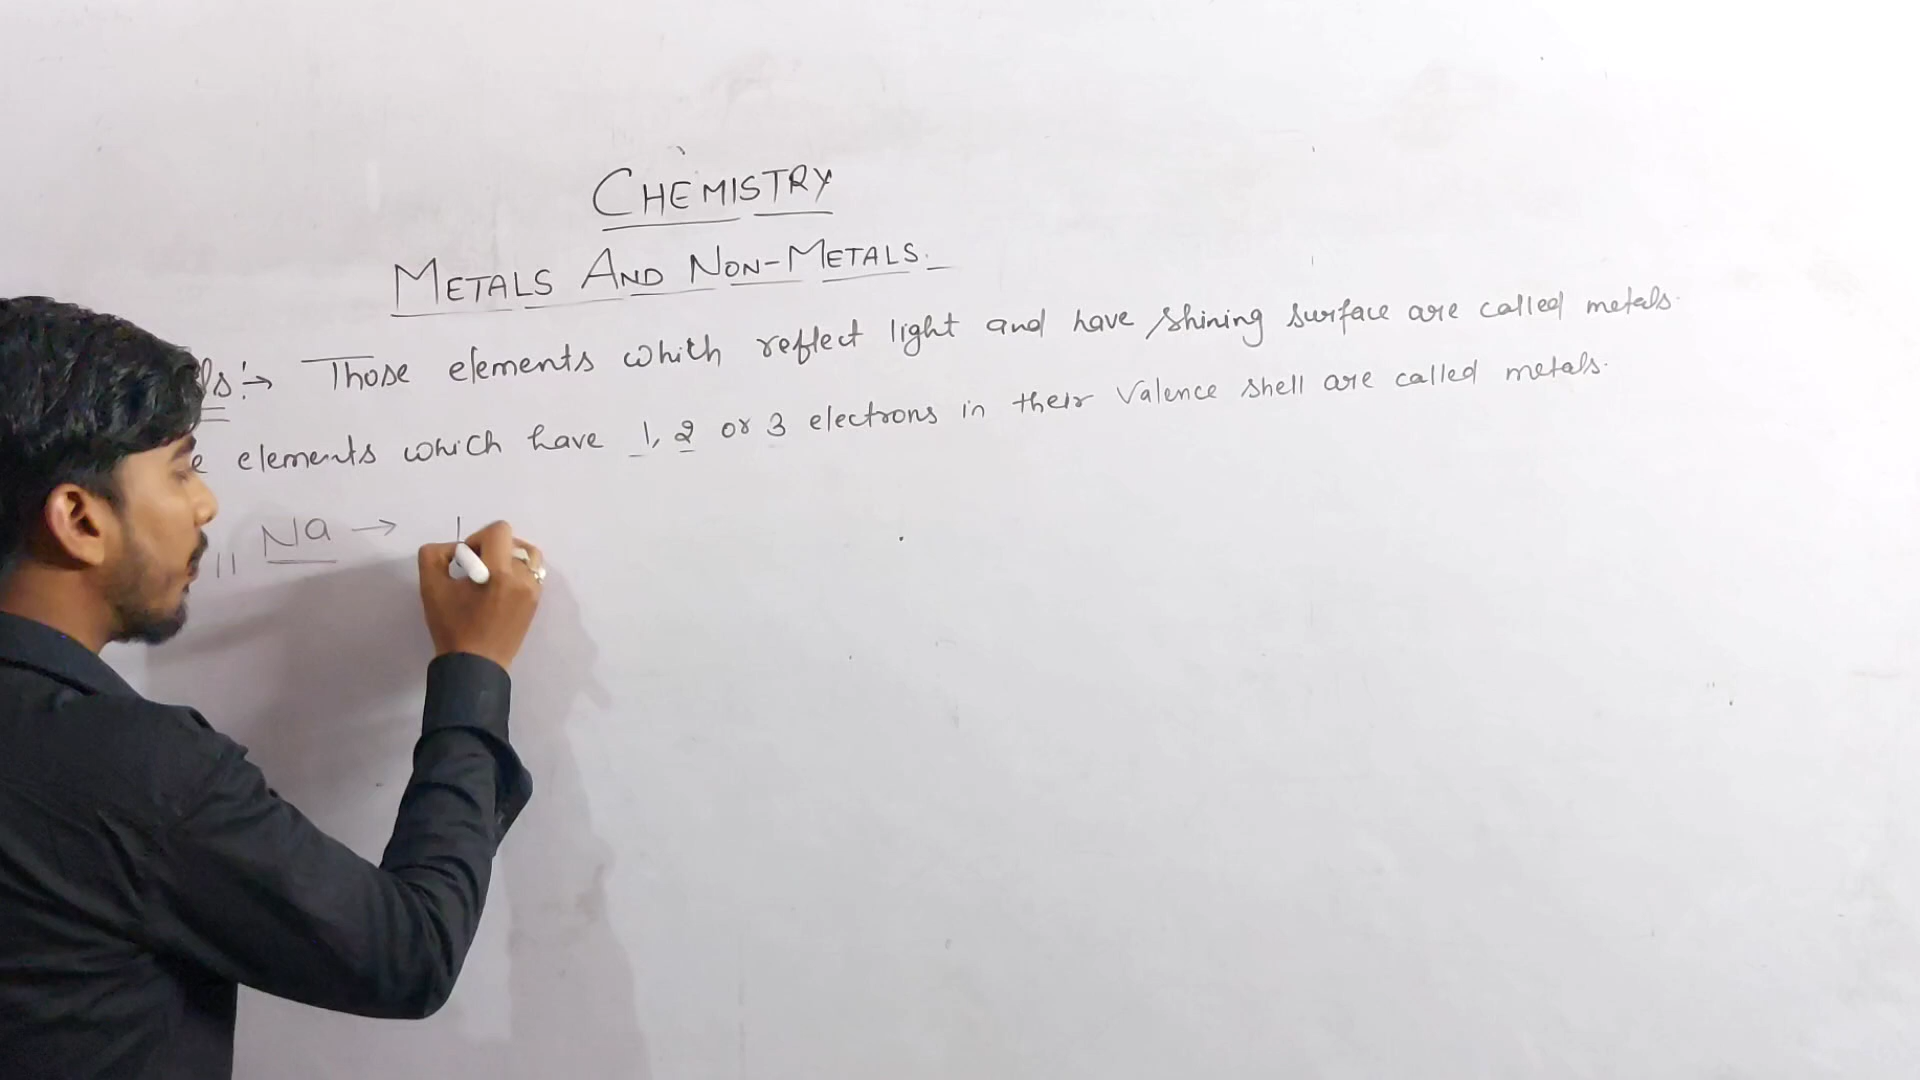 CHEMISTRY
METALS AND NON-METALS.
ls:→ Those elements which reflect light and have shining surface are called metals.
e elements which have 1, 2 or 3 electrons in their Valence shell are called metals.
11 Na →